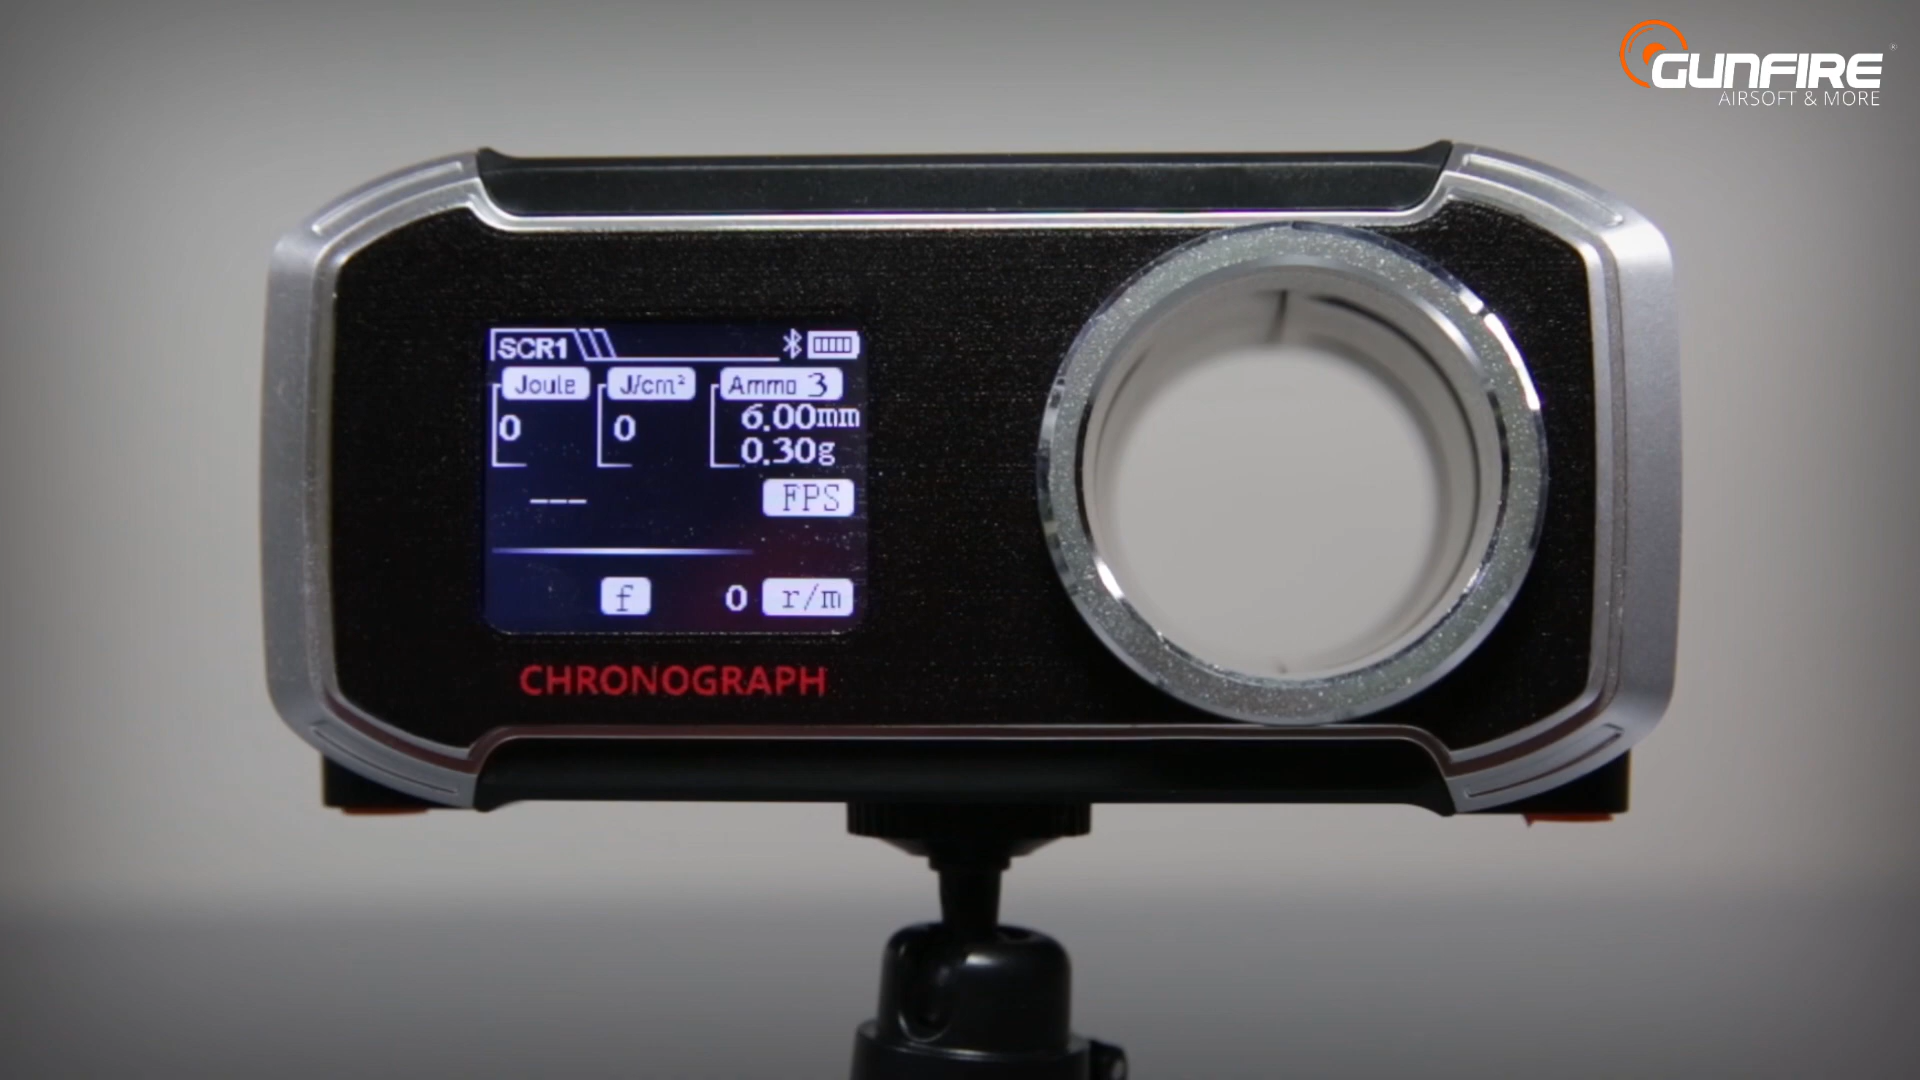 GUNFIRE®
AIRSOFT & MORE
SCR1
Joule J/cm² Ammo 3
0 0 6.00mm
0.30g
--- FPS
f 0 r/m
CHRONOGRAPH